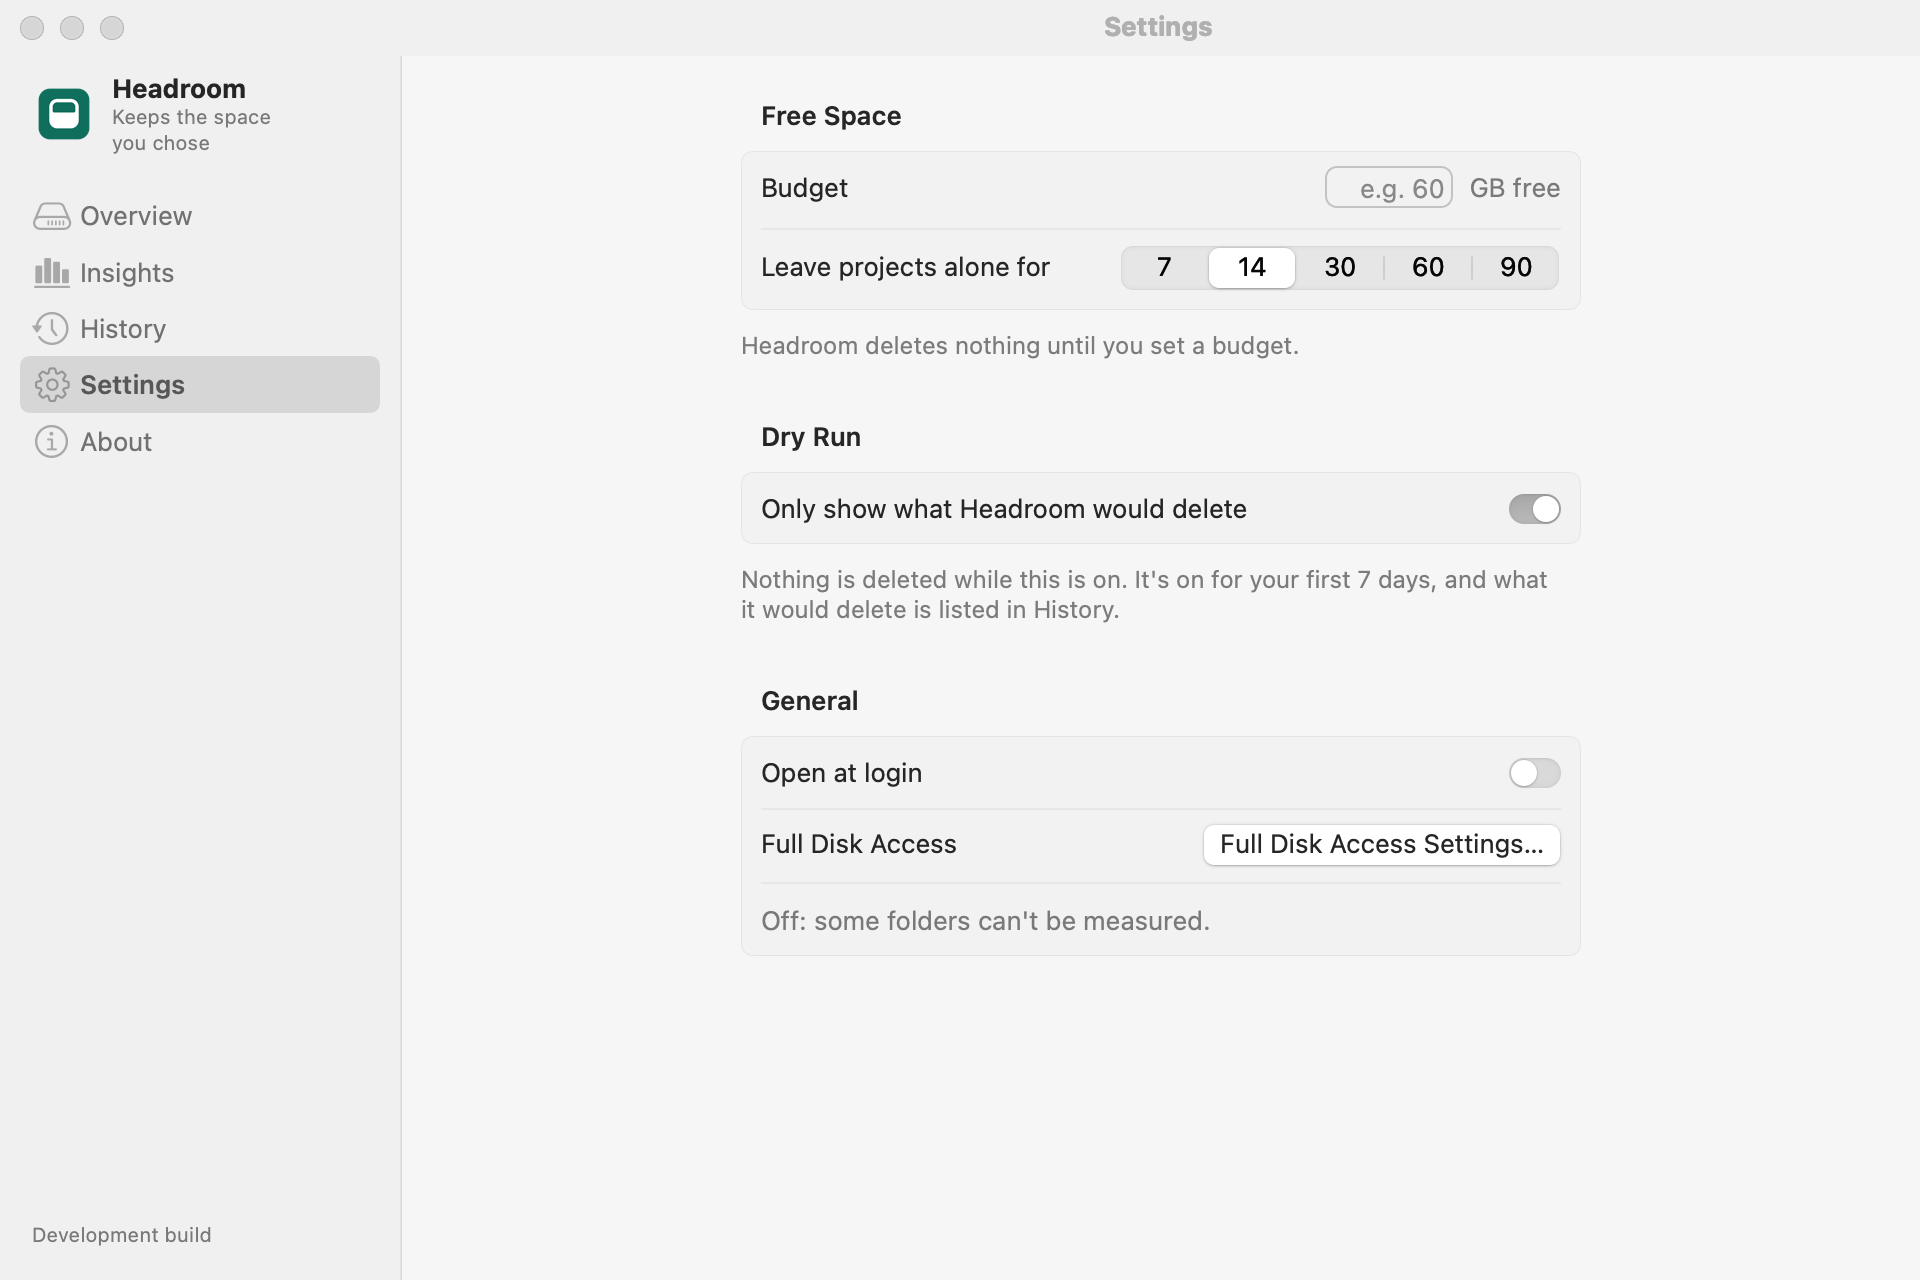 Settings
Headroom
Keeps the space
you chose
Overview
Insights
History
Settings
About
Development build
Free Space
Budget e.g. 60 GB free
Leave projects alone for 7 14 30 60 90
Headroom deletes nothing until you set a budget.
Dry Run
Only show what Headroom would delete
Nothing is deleted while this is on. It's on for your first 7 days, and what
it would delete is listed in History.
General
Open at login
Full Disk Access Full Disk Access Settings...
Off: some folders can't be measured.